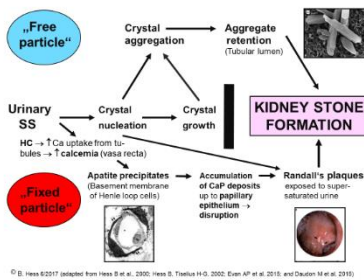 „Free
particle"
Crystal
aggregation
Aggregate
retention
(Tubular lumen)
Urinary
SS
Crystal
nucleation
Crystal
growth
KIDNEY STONE
FORMATION
HC → ↑Ca uptake from tu-
bules → ↑ calcemia (vasa recta)
„Fixed
particle"
Apatite precipitates
(Basement membrane
of Henle loop cells)
Accumulation
of CaP deposits
up to papillary
epithelium →
disruption
Randall's plaques
exposed to super-
saturated urine
© B. Hess 6/2017 (adapted from Hess B et al., 2000; Hess B, Tiselius H-G, 2002; Evan AP et al. 2015; and Daudon M et al. 2015)